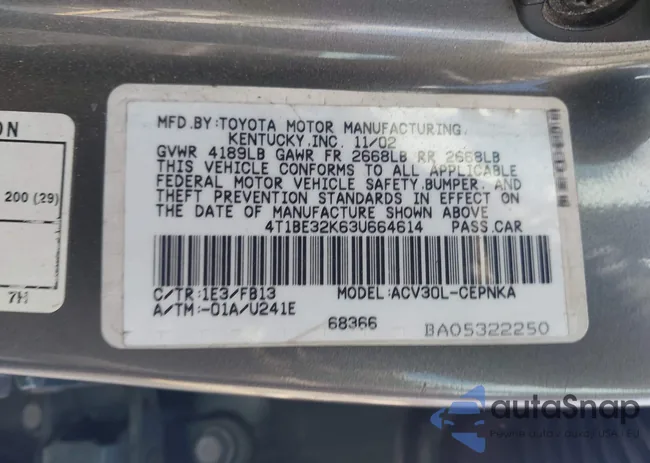 ON
200 (29)
7H
MFD.BY:TOYOTA MOTOR MANUFACTURING.
KENTUCKY.INC. 11/02
GVWR 4189LB GAWR FR 2668LB RR 2668LB
THIS VEHICLE CONFORMS TO ALL APPLICABLE
FEDERAL MOTOR VEHICLE SAFETY.BUMPER. AND
THEFT PREVENTION STANDARDS IN EFFECT ON
THE DATE OF MANUFACTURE SHOWN ABOVE
4T1BE32K63U664614 PASS.CAR
C/TR:1E3/FB13 MODEL:ACV30L-CEPNKA
A/TM:-01A/U241E
68366 BA05322250
autoSnap